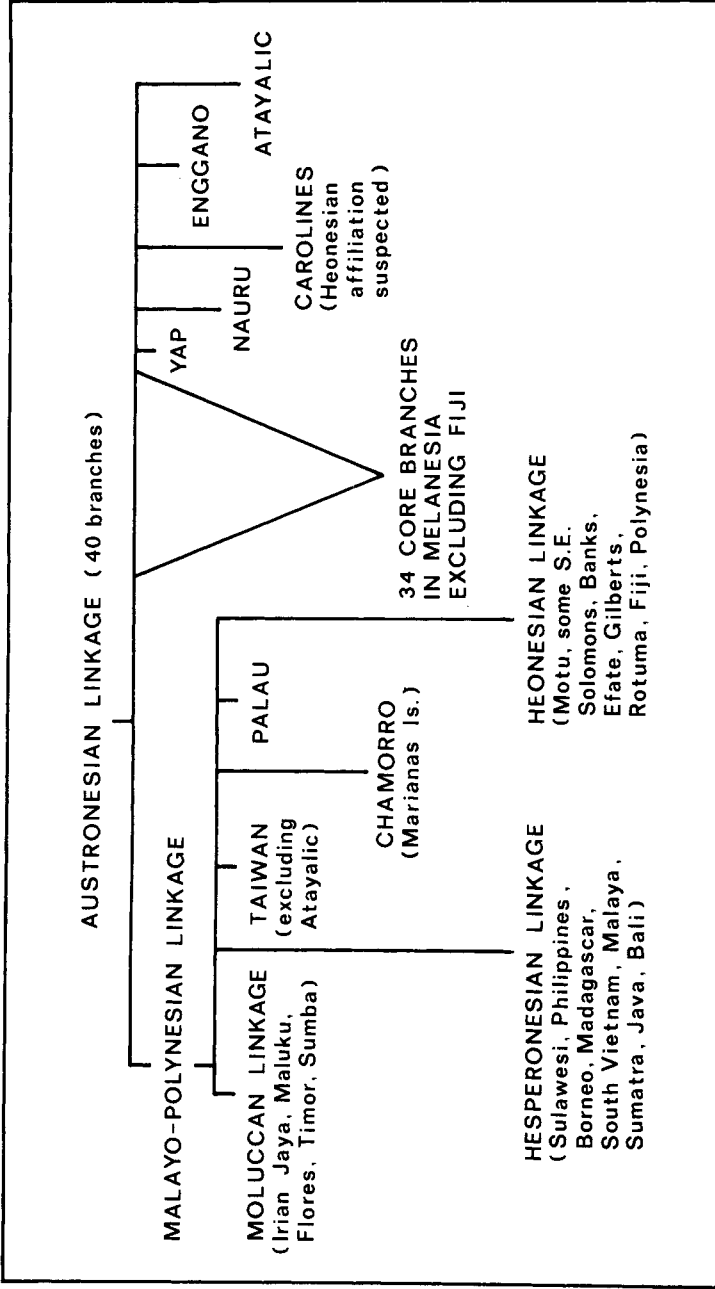 AUSTRONESIAN LINKAGE (40 branches)
MALAYO-POLYNESIAN LINKAGE
YAP
NAURU
CAROLINES
(Heonesian
affiliation
suspected)
ENGGANO
ATAYALIC
MOLUCCAN LINKAGE
(Irian Jaya, Maluku,
Flores, Timor, Sumba)
TAIWAN
(excluding
Atayalic)
PALAU
CHAMORRO
(Marianas Is.)
34 CORE BRANCHES
IN MELANESIA
EXCLUDING FIJI
HESPERONESIAN LINKAGE
(Sulawesi, Philippines,
Borneo, Madagascar,
South Vietnam, Malaya,
Sumatra, Java, Bali)
HEONESIAN LINKAGE
(Motu, some S.E.
Solomons, Banks,
Efate, Gilberts,
Rotuma, Fiji, Polynesia)